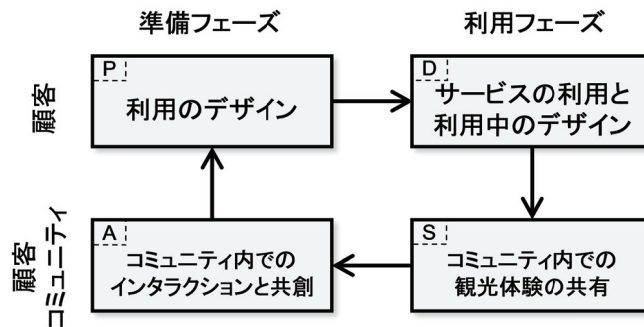 準備フェーズ
利用フェーズ
顧客
P
利用のデザイン
D
サービスの利用と
利用中のデザイン
顧客
コミュニティ
A
コミュニティ内での
インタラクションと共創
S
コミュニティ内での
観光体験の共有